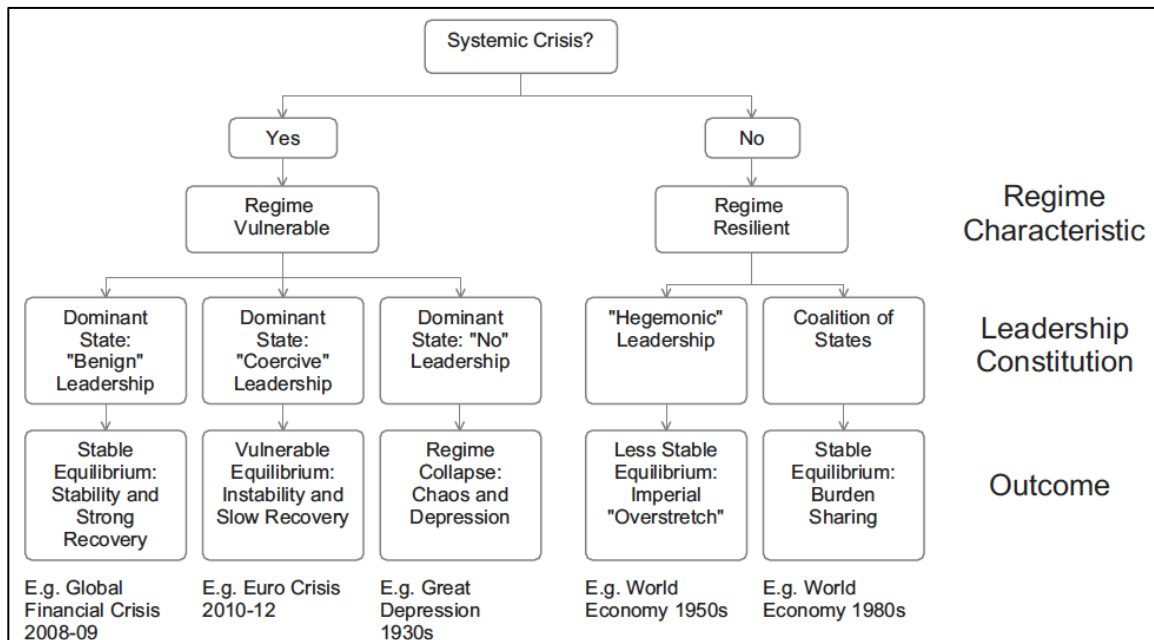 Systemic Crisis?
Yes
No
Regime
Vulnerable
Regime
Resilient
Regime
Characteristic
Dominant
State:
"Benign"
Leadership
Dominant
State:
"Coercive"
Leadership
Dominant
State: "No"
Leadership
"Hegemonic"
Leadership
Coalition of
States
Leadership
Constitution
Stable
Equilibrium:
Stability and
Strong
Recovery
Vulnerable
Equilibrium:
Instability and
Slow Recovery
Regime
Collapse:
Chaos and
Depression
Less Stable
Equilibrium:
Imperial
"Overstretch"
Stable
Equilibrium:
Burden
Sharing
Outcome
E.g. Global
Financial Crisis
2008-09
E.g. Euro Crisis
2010-12
E.g. Great
Depression
1930s
E.g. World
Economy 1950s
E.g. World
Economy 1980s